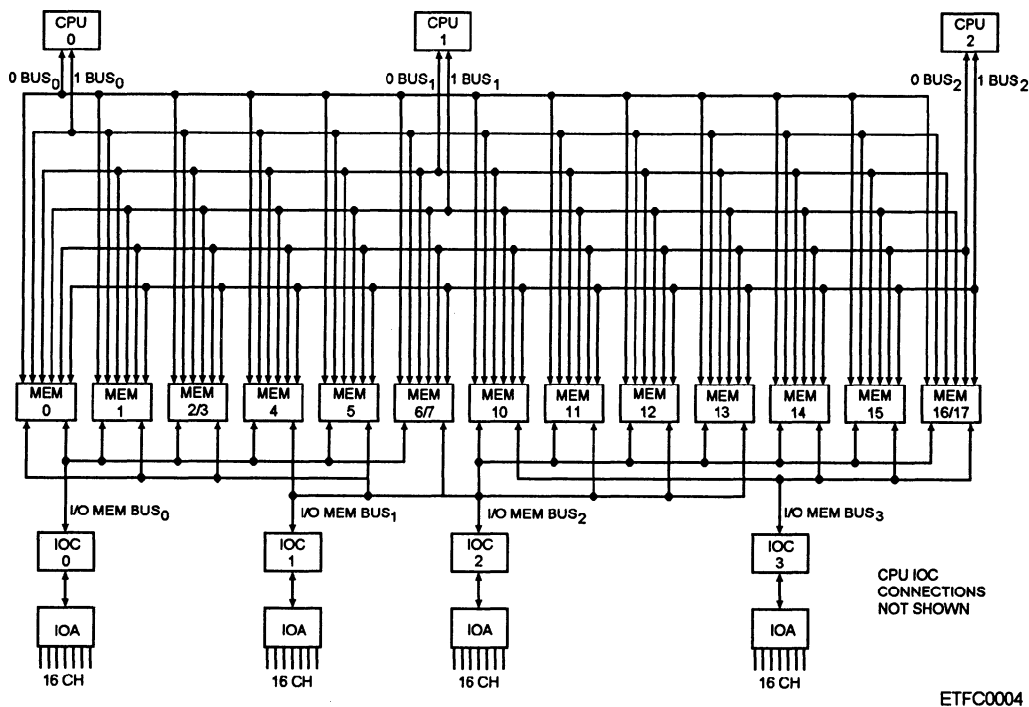 CPU
0
CPU
1
CPU
2
0 BUS0
1 BUS0
0 BUS1
1 BUS1
0 BUS2
1 BUS2
MEM
0
MEM
1
MEM
2/3
MEM
4
MEM
5
MEM
6/7
MEM
10
MEM
11
MEM
12
MEM
13
MEM
14
MEM
15
MEM
16/17
I/O MEM BUS0
I/O MEM BUS1
I/O MEM BUS2
I/O MEM BUS3
IOC
0
IOC
1
IOC
2
IOC
3
CPU IOC
CONNECTIONS
NOT SHOWN
IOA
IOA
IOA
IOA
16 CH
16 CH
16 CH
16 CH
ETFC0004